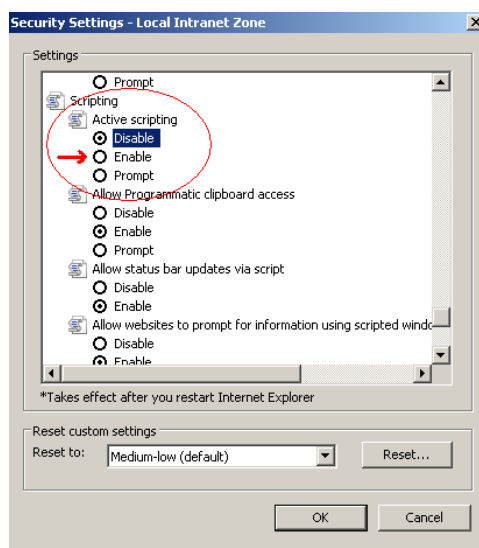 Security Settings - Local Intranet Zone
Settings
Prompt
Scripting
Active scripting
Disable
Enable
Prompt
Allow Programmatic clipboard access
Disable
Enable
Prompt
Allow status bar updates via script
Disable
Enable
Allow websites to prompt for information using scripted windo
Disable
Enable
*Takes effect after you restart Internet Explorer
Reset custom settings
Reset to: Medium-low (default) Reset...
OK Cancel